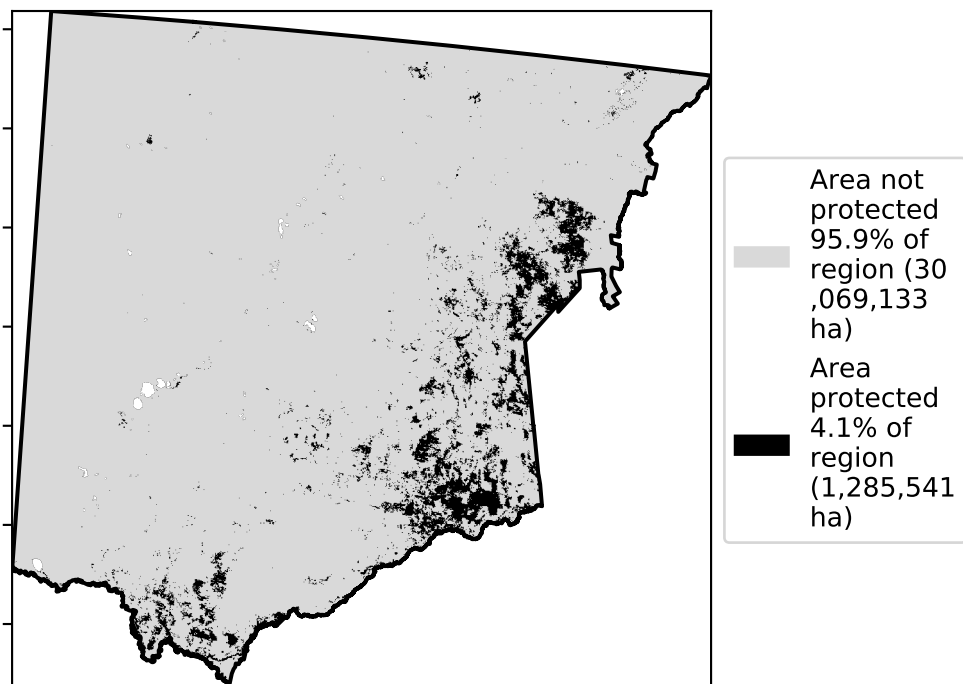 Area not
protected
95.9% of
region (30
,069,133
ha)
Area
protected
4.1% of
region
(1,285,541
ha)